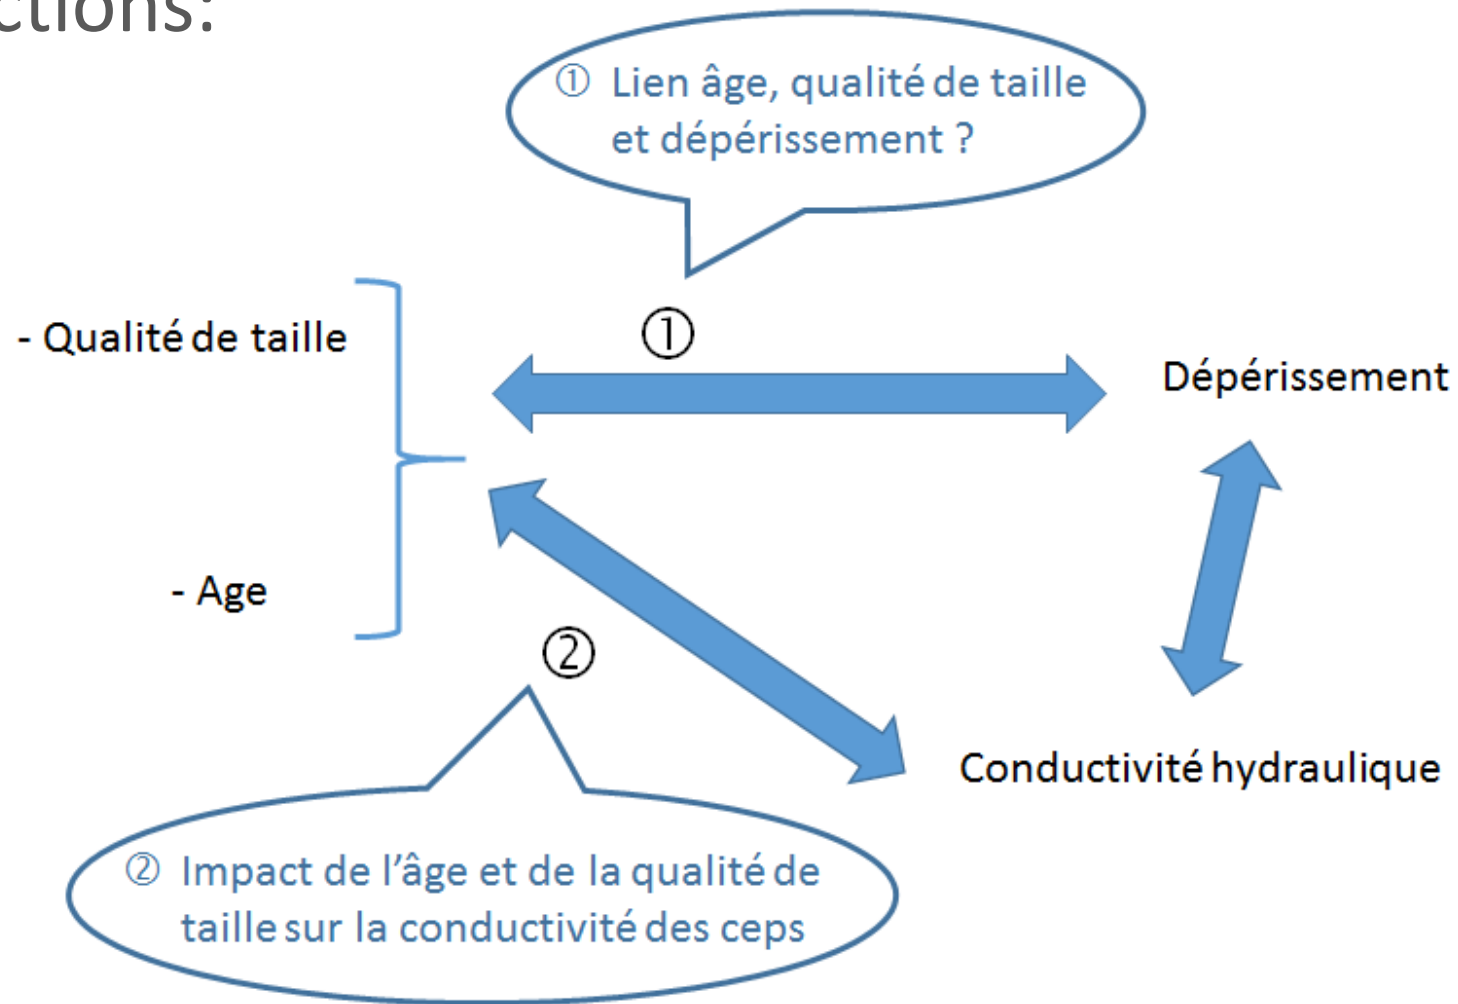 ctions:
① Lien âge, qualité de taille
et dépérissement ?
- Qualité de taille
①
Dépérissement
- Age
②
Conductivité hydraulique
② Impact de l’âge et de la qualité de
taille sur la conductivité des ceps